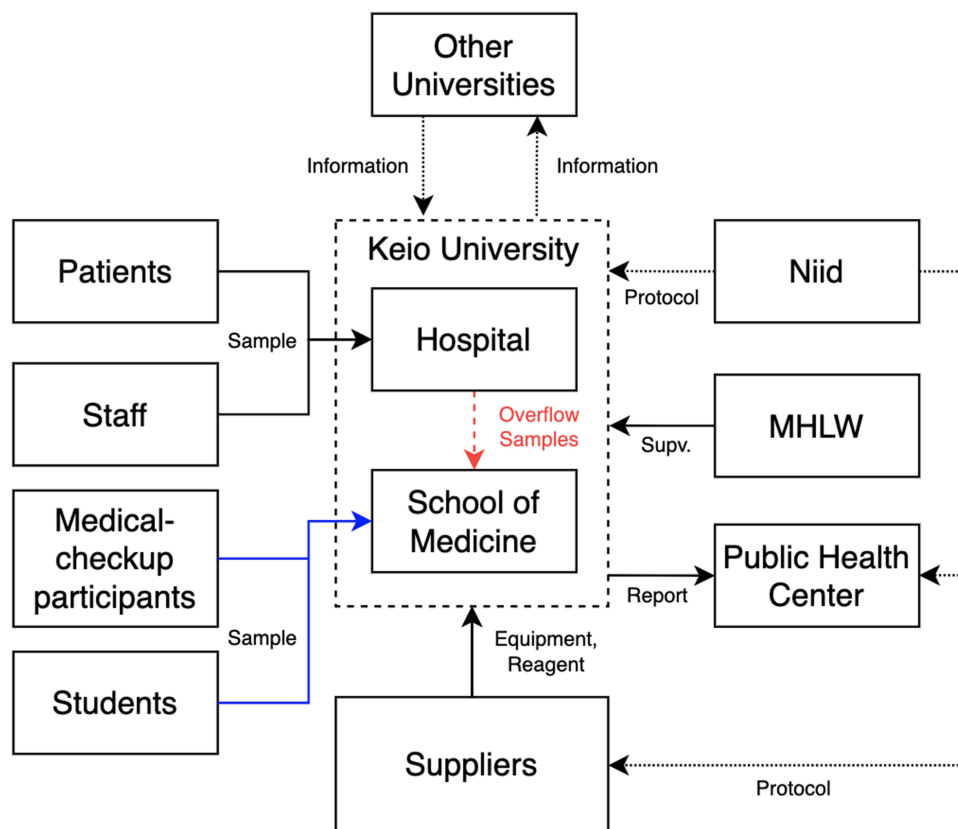 Other
Universities
Information
Information
Keio University
Patients
Sample
Staff
Hospital
Overflow
Samples
School of
Medicine
Medical-
checkup
participants
Sample
Students
Niid
Protocol
MHLW
Supv.
Public Health
Center
Report
Equipment,
Reagent
Suppliers
Protocol